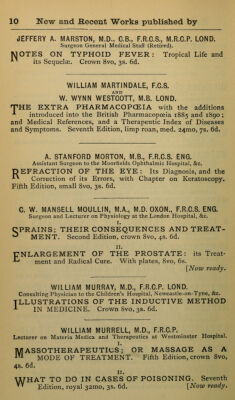 10 New and Recent Works published by
JEFFERY A. MARSTON, M.D., C.B., F.R.C.S., M.R.C.P. LOND.
Surgeon General Medical Staff (Retired).
NOTES ON TYPHOID FEVER: Tropical Life and
its Sequelæ. Crown 8vo, 3s. 6d.
WILLIAM MARTINDALE, F.C.S.
AND
W. WYNN WESTCOTT, M.B. LOND.
THE EXTRA PHARMACOPŒIA with the additions
introduced into the British Pharmacopœia 1885 and 1890;
and Medical References, and a Therapeutic Index of Diseases
and Symptoms. Seventh Edition, limp roan, med. 24mo, 7s. 6d.
A. STANFORD MORTON, M.B., F.R.C.S. ENG.
Assistant Surgeon to the Moorfields Ophthalmic Hospital, &c.
REFRACTION OF THE EYE: Its Diagnosis, and the
Correction of its Errors, with Chapter on Keratoscopy.
Fifth Edition, small 8vo, 3s. 6d.
C. W. MANSELL MOULLIN, M.A., M.D. OXON., F.R.C.S. ENG.
Surgeon and Lecturer on Physiology at the London Hospital, &c.
I.
SPRAINS; THEIR CONSEQUENCES AND TREAT-
MENT. Second Edition, crown 8vo, 4s. 6d.
II.
ENLARGEMENT OF THE PROSTATE: its Treat-
ment and Radical Cure. With plates, 8vo, 6s.
[Now ready.
WILLIAM MURRAY, M.D., F.R.C.P. LOND.
Consulting Physician to the Children's Hospital, Newcastle-on-Tyne, &c.
ILLUSTRATIONS OF THE INDUCTIVE METHOD
IN MEDICINE. Crown 8vo, 3s. 6d.
WILLIAM MURRELL, M.D., F.R.C.P.
Lecturer on Materia Medica and Therapeutics at Westminster Hospital.
I.
MASSOTHERAPEUTICS; OR MASSAGE AS A
MODE OF TREATMENT. Fifth Edition, crown 8vo,
4s. 6d.
II.
WHAT TO DO IN CASES OF POISONING. Seventh
Edition, royal 32mo, 3s. 6d. [Now ready.